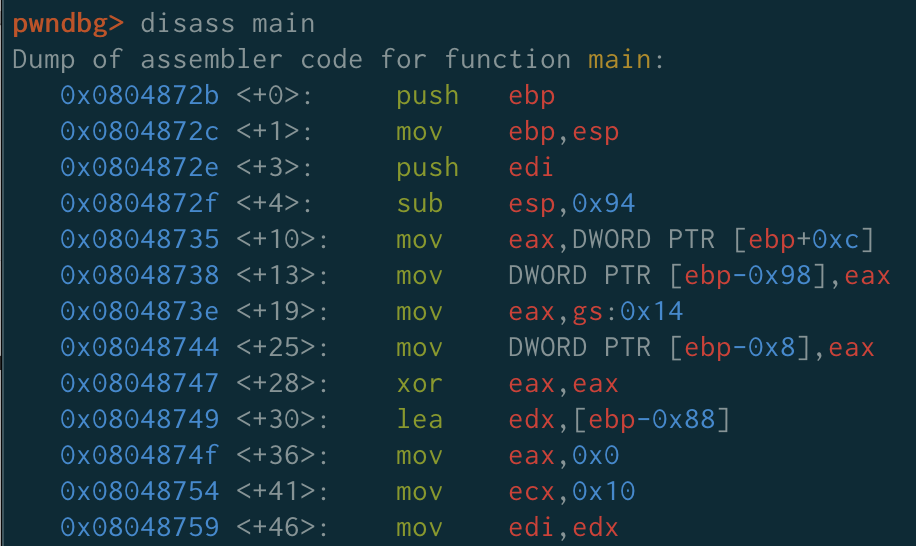 pwndbg> disass main
Dump of assembler code for function main:
   0x0804872b <+0>:     push   ebp
   0x0804872c <+1>:     mov    ebp,esp
   0x0804872e <+3>:     push   edi
   0x0804872f <+4>:     sub    esp,0x94
   0x08048735 <+10>:    mov    eax,DWORD PTR [ebp+0xc]
   0x08048738 <+13>:    mov    DWORD PTR [ebp-0x98],eax
   0x0804873e <+19>:    mov    eax,gs:0x14
   0x08048744 <+25>:    mov    DWORD PTR [ebp-0x8],eax
   0x08048747 <+28>:    xor    eax,eax
   0x08048749 <+30>:    lea    edx,[ebp-0x88]
   0x0804874f <+36>:    mov    eax,0x0
   0x08048754 <+41>:    mov    ecx,0x10
   0x08048759 <+46>:    mov    edi,edx